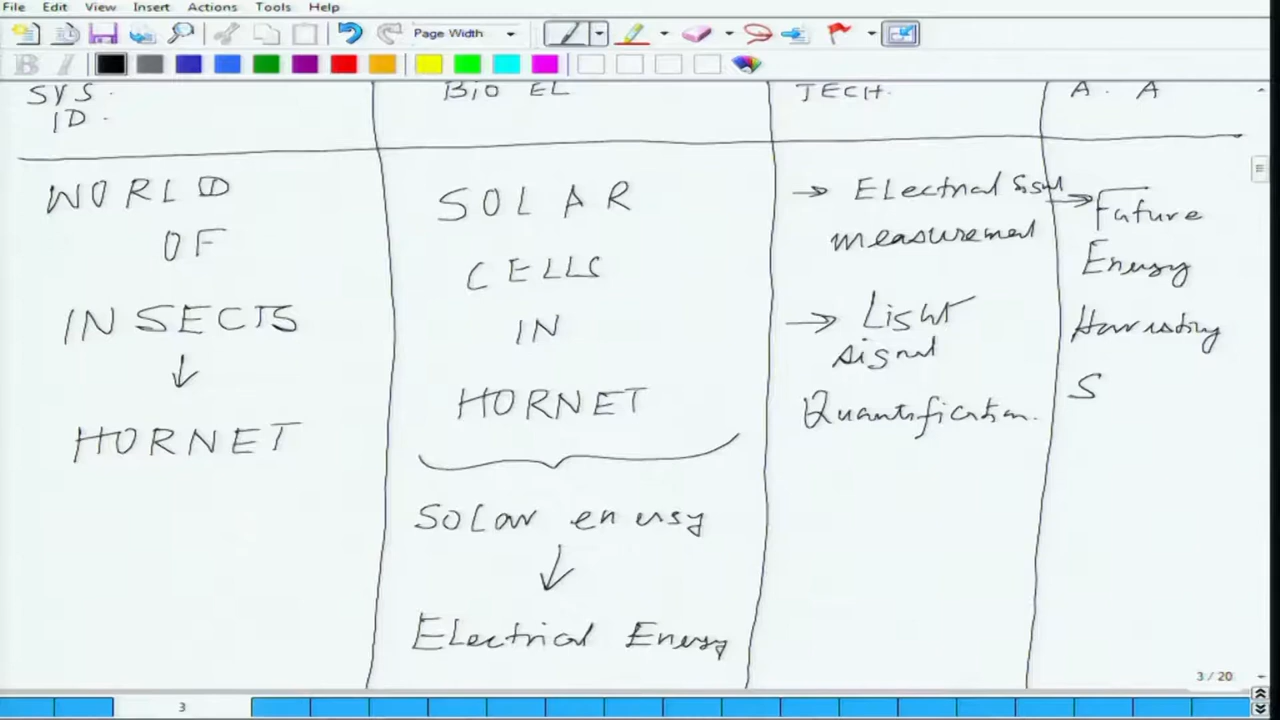 File Edit View Insert Actions Tools Help
Page Width
SYS.
ID.
BIO EL
TECH.
A. A
WORLD
OF
INSECTS
↓
HORNET
SOLAR
CELLS
IN
HORNET
Solar energy
↓
Electrical Energy
→ Electrical Signal
measurement
→ Light
signal
Quantification.
→ Future
Energy
Harvesting
S
3 / 20
3